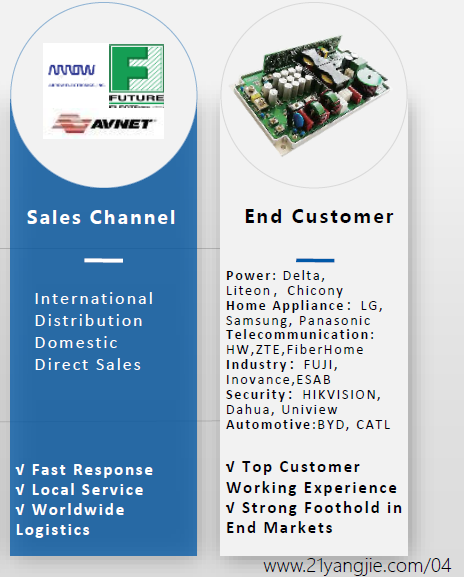 ARROW
FUTURE
AVNET
Sales Channel
International
Distribution
Domestic
Direct Sales
√ Fast Response
√ Local Service
√ Worldwide
Logistics
End Customer
Power: Delta,
Liteon, Chicony
Home Appliance: LG,
Samsung, Panasonic
Telecommunication:
HW,ZTE,FiberHome
Industry: FUJI,
Inovance,ESAB
Security: HIKVISION,
Dahua, Uniview
Automotive:BYD, CATL
√ Top Customer
Working Experience
√ Strong Foothold in
End Markets
www.21yangjie.com/04